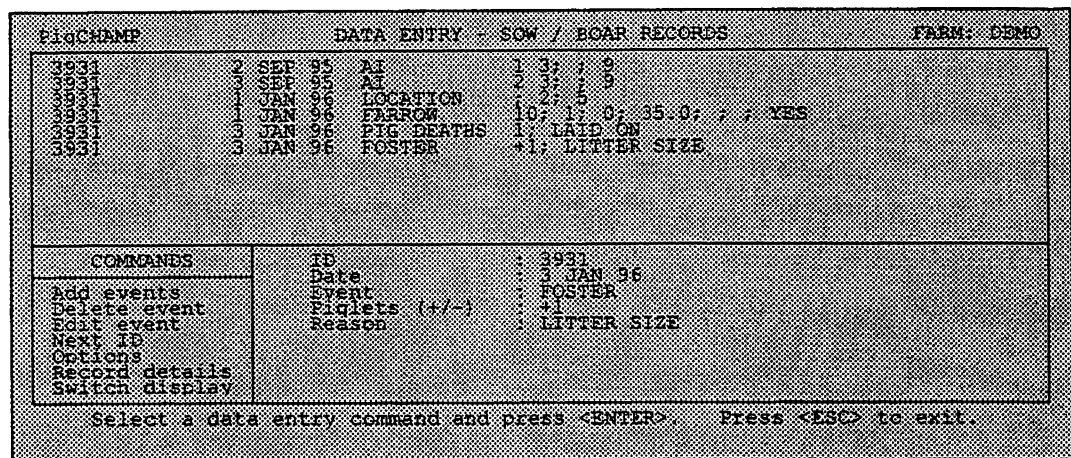 PigCHAMP DATA ENTRY - SOW / BOAR RECORDS FARM: DEMO
3931 2 SEP 95 AI 1 3; ; 9
3931 3 SEP 95 AI 2 3; ; 9
3931 1 JAN 96 LOCATION ; 2; 5
3931 1 JAN 96 FARROW 10; 1; 0; 35.0; ; ; YES
3931 3 JAN 96 PIG DEATHS 1; LAID ON
3931 3 JAN 96 FOSTER +1; LITTER SIZE
COMMANDS
Add events
Delete event
Edit event
Next ID
Options
Record details
Switch display
ID : 3931
Date : 3 JAN 96
Event : FOSTER
Piglets (+/-) : +1
Reason : LITTER SIZE
Select a data entry command and press <ENTER>. Press <ESC> to exit.